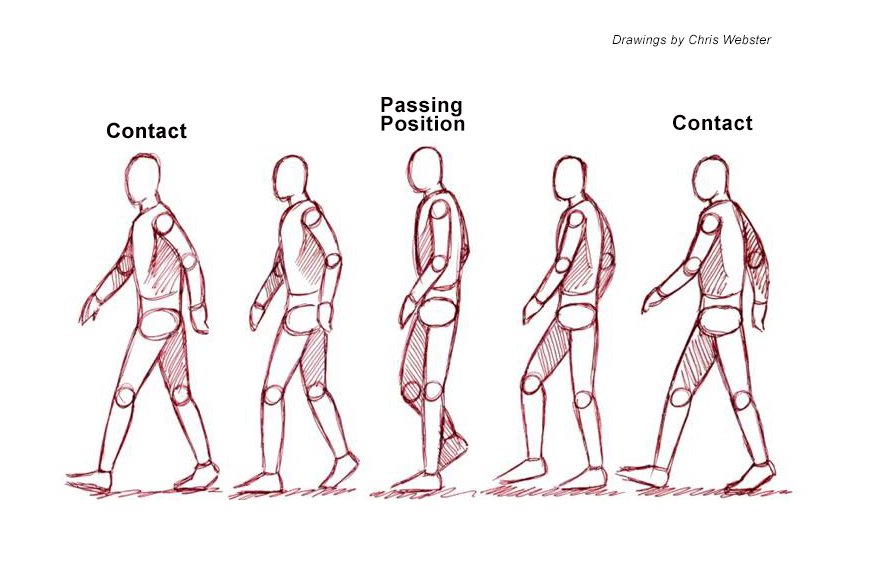 Drawings by Chris Webster
Contact
Passing
Position
Contact